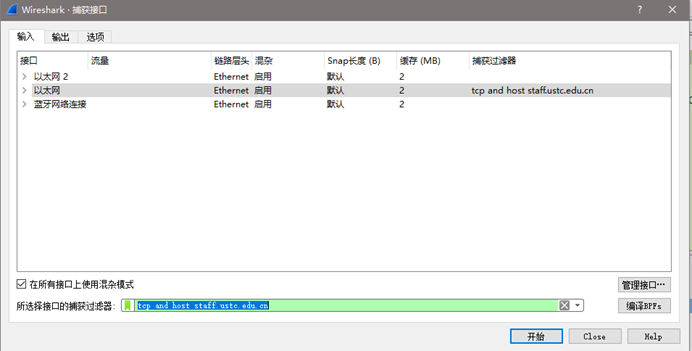 Wireshark · 捕获接口
? ×
输入 输出 选项
接口 流量 链路层头 混杂 Snap长度 (B) 缓存 (MB) 捕获过滤器
以太网 2 Ethernet 启用 默认 2
以太网 Ethernet 启用 默认 2 tcp and host staff.ustc.edu.cn
蓝牙网络连接 Ethernet 启用 默认 2
在所有接口上使用混杂模式 管理接口…
所选择接口的捕获过滤器: tcp and host staff.ustc.edu.cn 编译BPFs
开始 Close Help